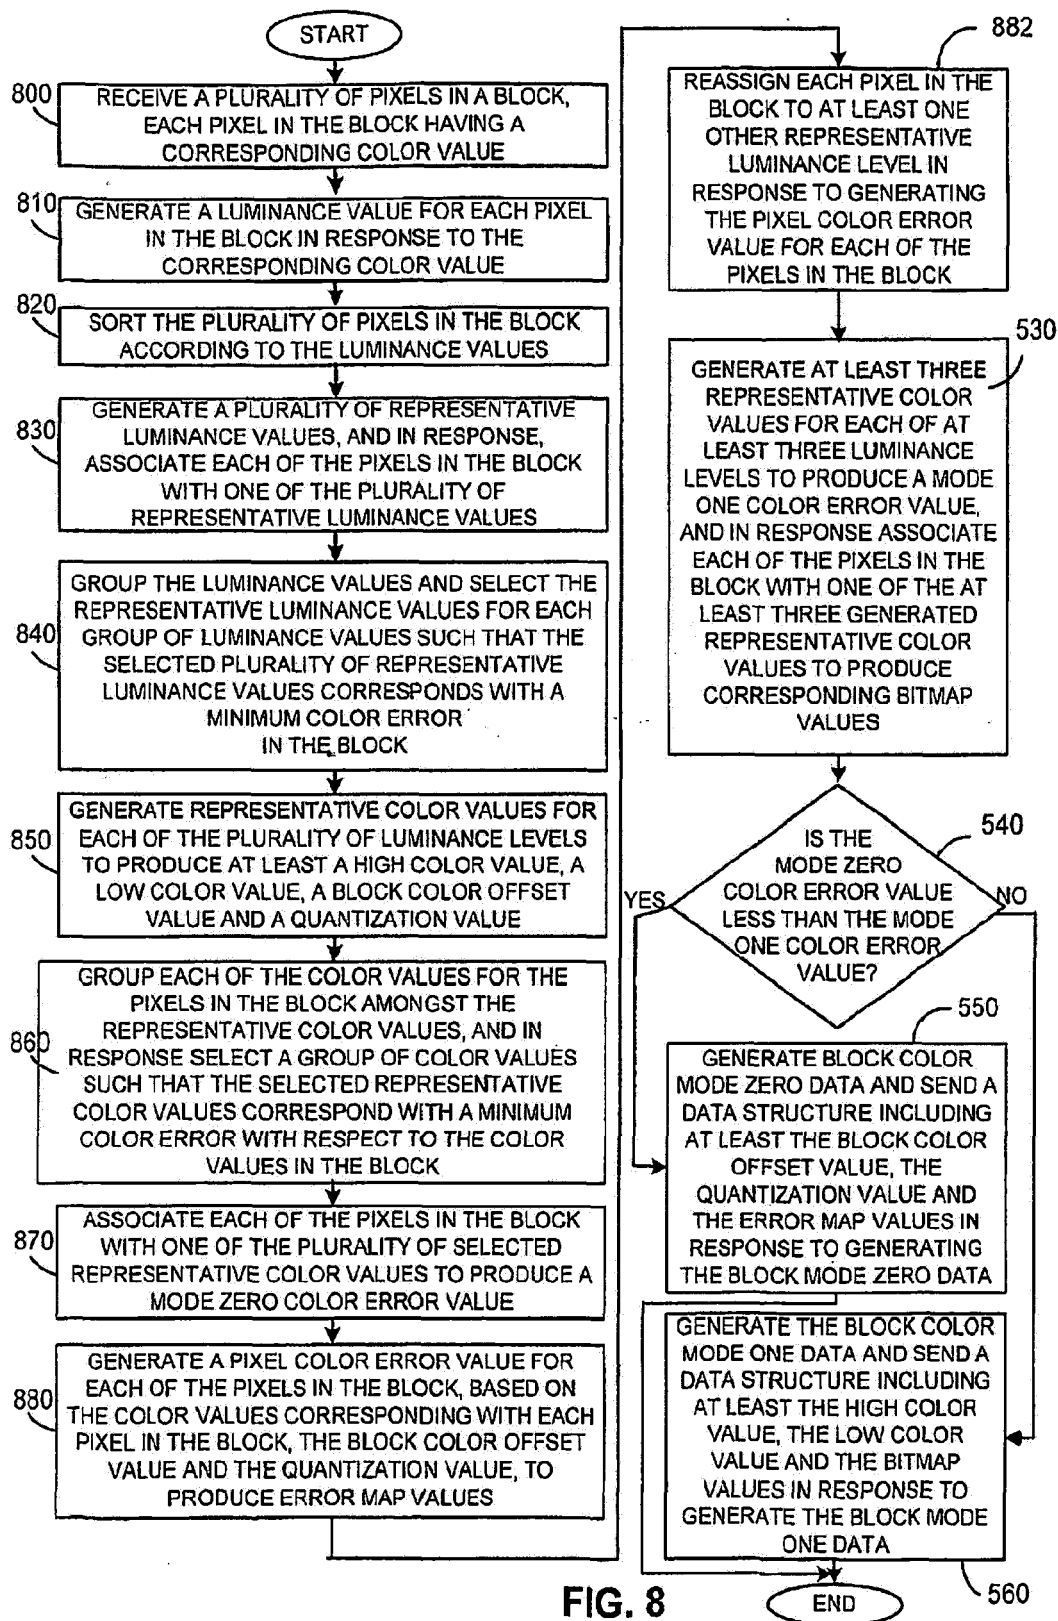 START
800
RECEIVE A PLURALITY OF PIXELS IN A BLOCK,
EACH PIXEL IN THE BLOCK HAVING A
CORRESPONDING COLOR VALUE
810
GENERATE A LUMINANCE VALUE FOR EACH PIXEL
IN THE BLOCK IN RESPONSE TO THE
CORRESPONDING COLOR VALUE
820
SORT THE PLURALITY OF PIXELS IN THE BLOCK
ACCORDING TO THE LUMINANCE VALUES
830
GENERATE A PLURALITY OF REPRESENTATIVE
LUMINANCE VALUES, AND IN RESPONSE,
ASSOCIATE EACH OF THE PIXELS IN THE BLOCK
WITH ONE OF THE PLURALITY OF
REPRESENTATIVE LUMINANCE VALUES
840
GROUP THE LUMINANCE VALUES AND SELECT THE
REPRESENTATIVE LUMINANCE VALUES FOR EACH
GROUP OF LUMINANCE VALUES SUCH THAT THE
SELECTED PLURALITY OF REPRESENTATIVE
LUMINANCE VALUES CORRESPONDS WITH A
MINIMUM COLOR ERROR
IN THE BLOCK
850
GENERATE REPRESENTATIVE COLOR VALUES FOR
EACH OF THE PLURALITY OF LUMINANCE LEVELS
TO PRODUCE AT LEAST A HIGH COLOR VALUE, A
LOW COLOR VALUE, A BLOCK COLOR OFFSET
VALUE AND A QUANTIZATION VALUE
860
GROUP EACH OF THE COLOR VALUES FOR THE
PIXELS IN THE BLOCK AMONGST THE
REPRESENTATIVE COLOR VALUES, AND IN
RESPONSE SELECT A GROUP OF COLOR VALUES
SUCH THAT THE SELECTED REPRESENTATIVE
COLOR VALUES CORRESPOND WITH A MINIMUM
COLOR ERROR WITH RESPECT TO THE COLOR
VALUES IN THE BLOCK
870
ASSOCIATE EACH OF THE PIXELS IN THE BLOCK
WITH ONE OF THE PLURALITY OF SELECTED
REPRESENTATIVE COLOR VALUES TO PRODUCE A
MODE ZERO COLOR ERROR VALUE
880
GENERATE A PIXEL COLOR ERROR VALUE FOR
EACH OF THE PIXELS IN THE BLOCK, BASED ON
THE COLOR VALUES CORRESPONDING WITH EACH
PIXEL IN THE BLOCK, THE BLOCK COLOR OFFSET
VALUE AND THE QUANTIZATION VALUE, TO
PRODUCE ERROR MAP VALUES
882
REASSIGN EACH PIXEL IN THE
BLOCK TO AT LEAST ONE
OTHER REPRESENTATIVE
LUMINANCE LEVEL IN
RESPONSE TO GENERATING
THE PIXEL COLOR ERROR
VALUE FOR EACH OF THE
PIXELS IN THE BLOCK
530
GENERATE AT LEAST THREE
REPRESENTATIVE COLOR
VALUES FOR EACH OF AT
LEAST THREE LUMINANCE
LEVELS TO PRODUCE A MODE
ONE COLOR ERROR VALUE,
AND IN RESPONSE ASSOCIATE
EACH OF THE PIXELS IN THE
BLOCK WITH ONE OF THE AT
LEAST THREE GENERATED
REPRESENTATIVE COLOR
VALUES TO PRODUCE
CORRESPONDING BITMAP
VALUES
540
IS THE
MODE ZERO
COLOR ERROR VALUE
LESS THAN THE MODE
ONE COLOR ERROR
VALUE?
YES
NO
550
GENERATE BLOCK COLOR
MODE ZERO DATA AND SEND A
DATA STRUCTURE INCLUDING
AT LEAST THE BLOCK COLOR
OFFSET VALUE, THE
QUANTIZATION VALUE AND
THE ERROR MAP VALUES IN
RESPONSE TO GENERATING
THE BLOCK MODE ZERO DATA
GENERATE THE BLOCK COLOR
MODE ONE DATA AND SEND A
DATA STRUCTURE INCLUDING
AT LEAST THE HIGH COLOR
VALUE, THE LOW COLOR
VALUE AND THE BITMAP
VALUES IN RESPONSE TO
GENERATE THE BLOCK MODE
ONE DATA
560
END
FIG. 8